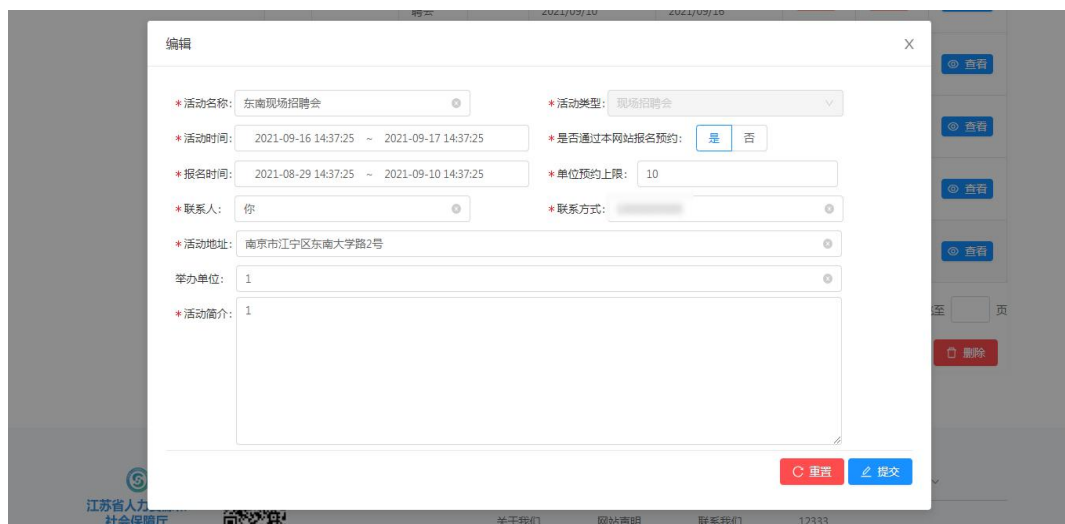 聘会 2021/09/10 2021/09/16
编辑 X
查看
*活动名称: 东南现场招聘会 *活动类型: 现场招聘会
*活动时间: 2021-09-16 14:37:25 ~ 2021-09-17 14:37:25 *是否通过本网站报名预约: 是 否
查看
*报名时间: 2021-08-29 14:37:25 ~ 2021-09-10 14:37:25 *单位预约上限: 10
查看
*联系人: 你 *联系方式:
*活动地址: 南京市江宁区东南大学路2号
查看
举办单位: 1
*活动简介: 1
至 页
删除
重置 提交
江苏省人力
社会保障厅
关于我们 网站声明 联系我们 12333